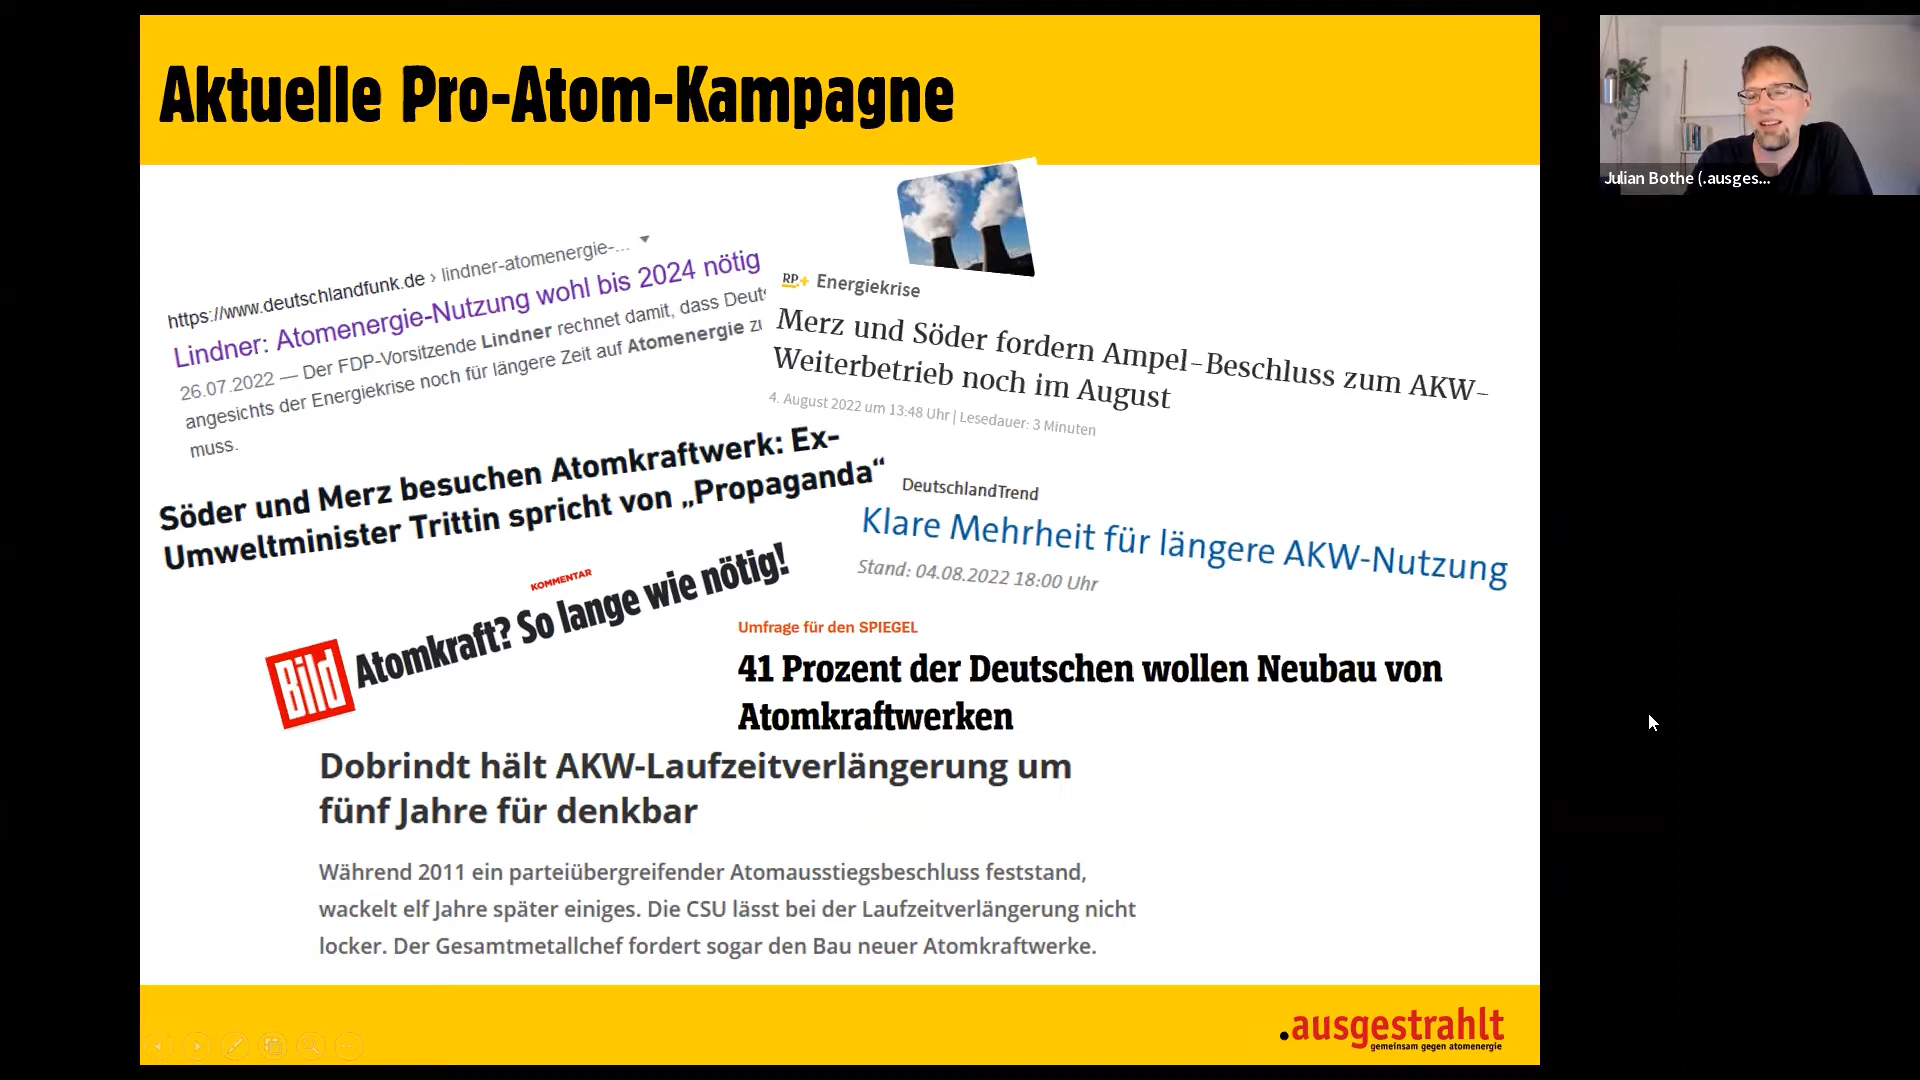 Aktuelle Pro-Atom-Kampagne
Julian Bothe (.ausges...
https://www.deutschlandfunk.de › lindner-atomenergie-...
Lindner: Atomenergie-Nutzung wohl bis 2024 nötig
26.07.2022 — Der FDP-Vorsitzende Lindner rechnet damit, dass
angesichts der Energiekrise noch für längere Zeit auf Atomenergie
muss.
RP+ Energiekrise
Merz und Söder fordern Ampel-Beschluss zum AKW-
Weiterbetrieb noch im August
4. August 2022 um 13:48 Uhr | Lesedauer: 3 Minuten
Söder und Merz besuchen Atomkraftwerk: Ex-
Umweltminister Trittin spricht von „Propaganda“
DeutschlandTrend
Klare Mehrheit für längere AKW-Nutzung
Stand: 04.08.2022 18:00 Uhr
KOMMENTAR
Bild Atomkraft? So lange wie nötig!
Umfrage für den SPIEGEL
41 Prozent der Deutschen wollen Neubau von
Atomkraftwerken
Dobrindt hält AKW-Laufzeitverlängerung um
fünf Jahre für denkbar
Während 2011 ein parteiübergreifender Atomausstiegsbeschluss feststand,
wackelt elf Jahre später einiges. Die CSU lässt bei der Laufzeitverlängerung nicht
locker. Der Gesamtmetallchef fordert sogar den Bau neuer Atomkraftwerke.
.ausgestrahlt
gemeinsam gegen atomenergie